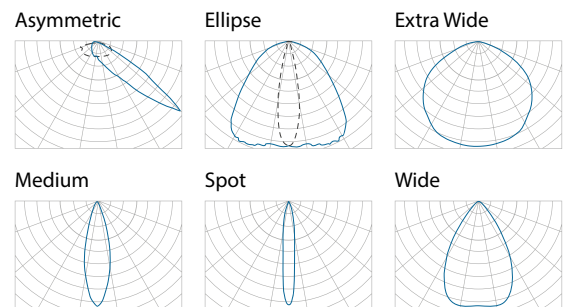 Asymmetric
Ellipse
Extra Wide
Medium
Spot
Wide